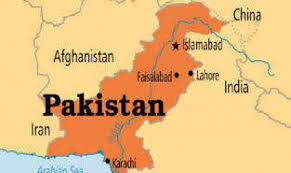 China
Islamabad
Afghanistan
Faisalabad
Lahore
Pakistan
India
Iran
Karachi
Arabian Sea